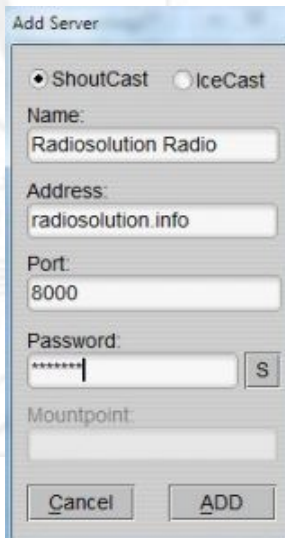 Add Server
ShoutCast IceCast
Name:
Radiosolution Radio
Address:
radiosolution.info
Port:
8000
Password:
*******
S
Mountpoint:
Cancel ADD